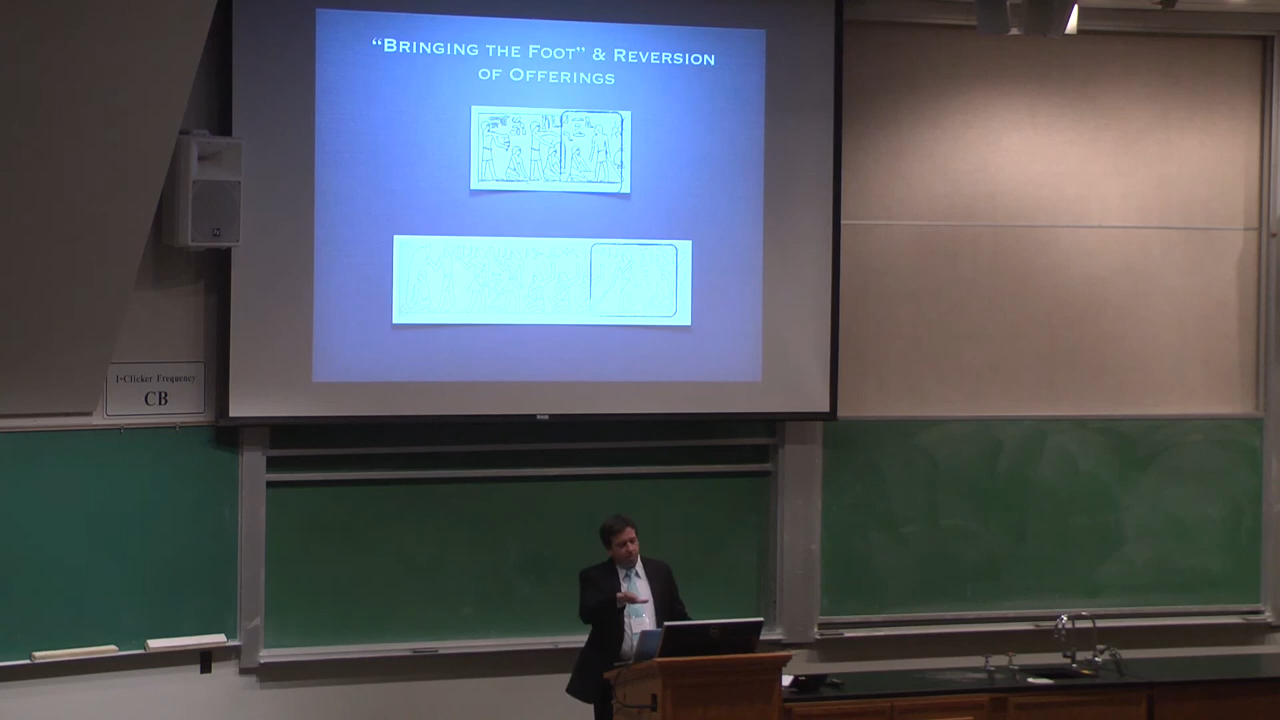 “Bringing the Foot” & Reversion
of Offerings
I-Clicker Frequency
CB